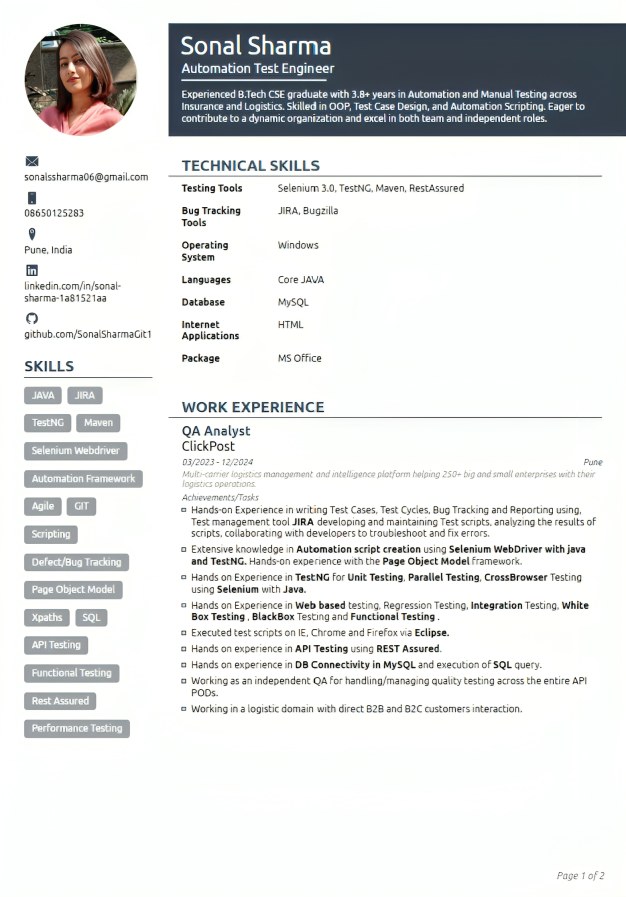 Sonal Sharma
Automation Test Engineer
Experienced B.Tech CSE graduate with 3.8+ years in Automation and Manual Testing across
Insurance and Logistics. Skilled in OOP, Test Case Design, and Automation Scripting. Eager to
contribute to a dynamic organization and excel in both team and independent roles.
sonalssharma06@gmail.com
08650125283
Pune, India
linkedin.com/in/sonal-
sharma-1a81521aa
github.com/SonalSharmaGit1
SKILLS
JAVA JIRA
TestNG Maven
Selenium Webdriver
Automation Framework
Agile GIT
Scripting
Defect/Bug Tracking
Page Object Model
Xpaths SQL
API Testing
Functional Testing
Rest Assured
Performance Testing
TECHNICAL SKILLS
Testing Tools Selenium 3.0, TestNG, Maven, RestAssured
Bug Tracking JIRA, Bugzilla
Tools
Operating Windows
System
Languages Core JAVA
Database MySQL
Internet HTML
Applications
Package MS Office
WORK EXPERIENCE
QA Analyst
ClickPost
03/2023 - 12/2024 Pune
Multi-carrier logistics management and intelligence platform helping 250+ big and small enterprises with their
logistics operations.
Achievements/Tasks
Hands-on Experience in writing Test Cases, Test Cycles, Bug Tracking and Reporting using,
Test management tool JIRA developing and maintaining Test scripts, analyzing the results of
scripts, collaborating with developers to troubleshoot and fix errors.
Extensive knowledge in Automation script creation using Selenium WebDriver with java
and TestNG. Hands-on experience with the Page Object Model framework.
Hands on Experience in TestNG for Unit Testing, Parallel Testing, CrossBrowser Testing
using Selenium with Java.
Hands on Experience in Web based testing, Regression Testing, Integration Testing, White
Box Testing , BlackBox Testing and Functional Testing .
Executed test scripts on IE, Chrome and Firefox via Eclipse.
Hands on experience in API Testing using REST Assured.
Hands on experience in DB Connectivity in MySQL and execution of SQL query.
Working as an independent QA for handling/managing quality testing across the entire API
PODs.
Working in a logistic domain with direct B2B and B2C customers interaction.
Page 1 of 2